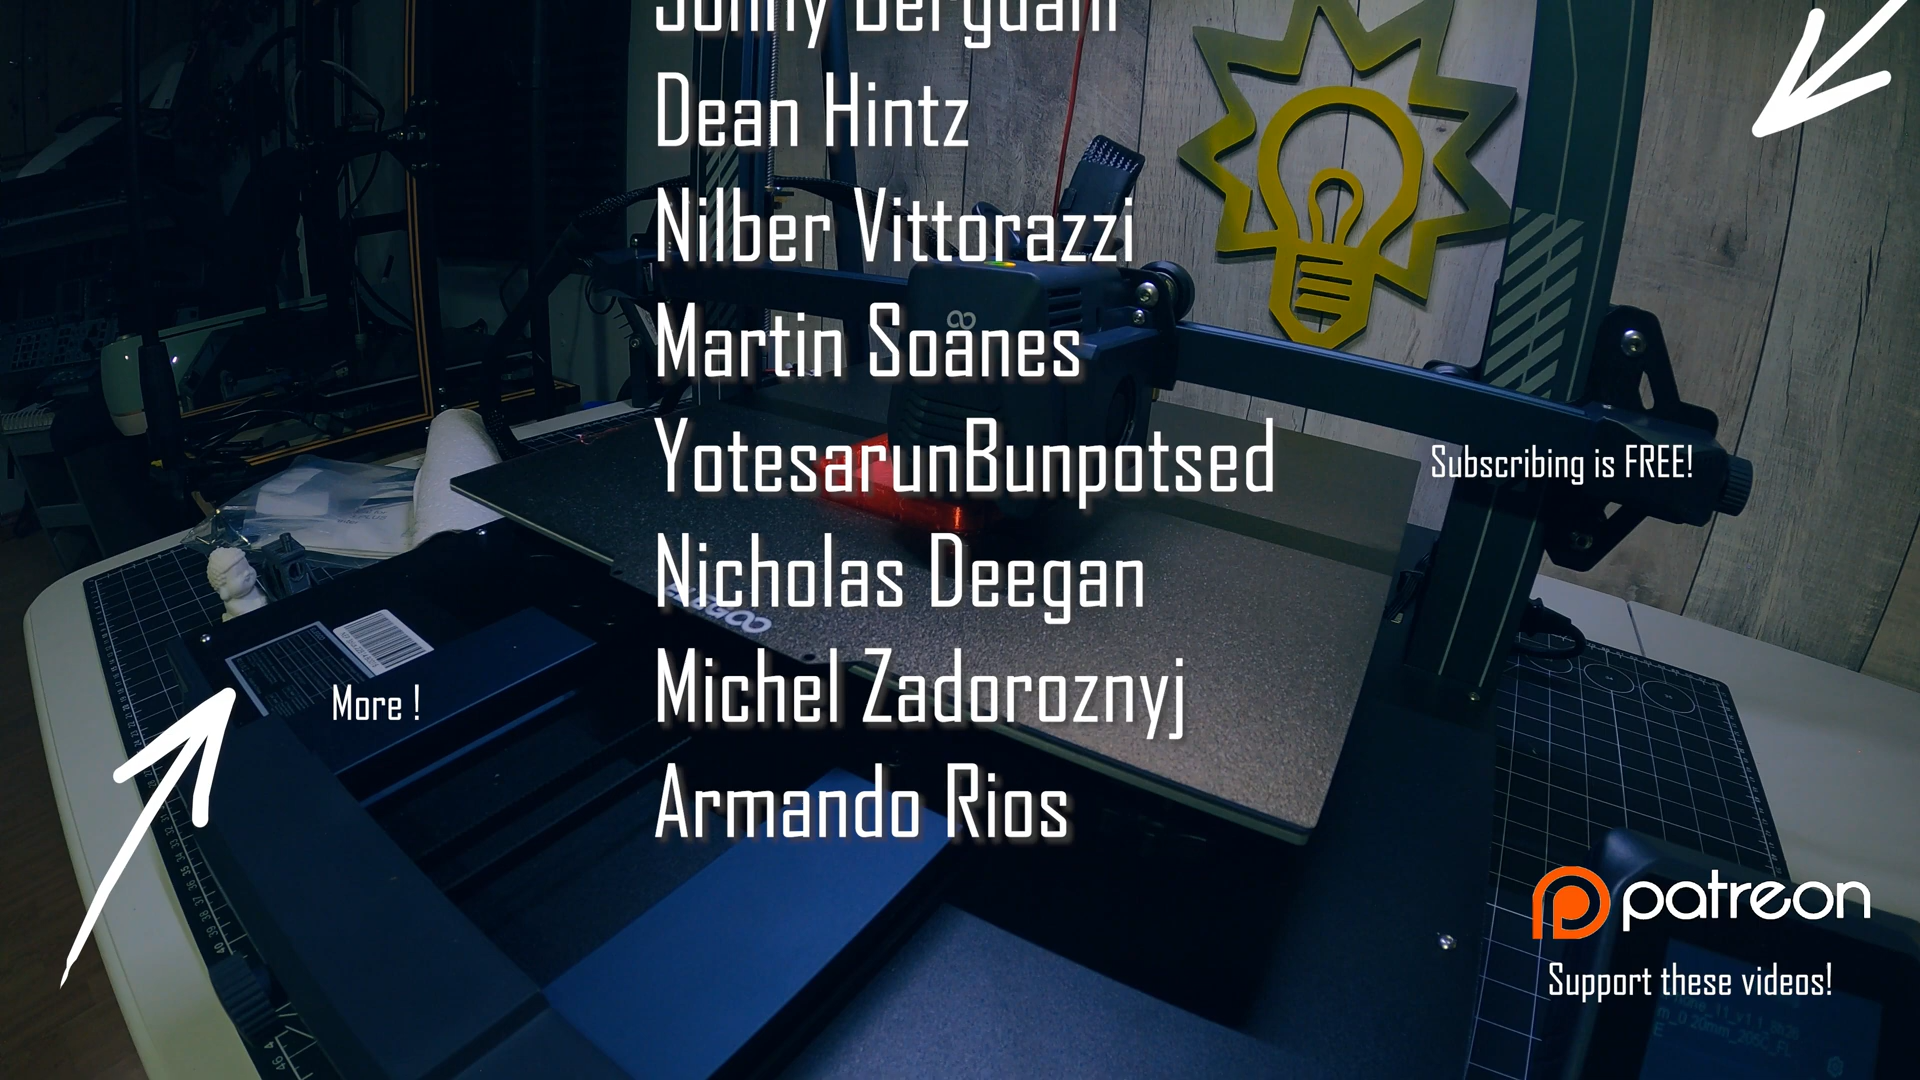 Dean Hintz
Nilber Vittorazzi
Martin Soanes
YotesarunBunpotsed
Subscribing is FREE!
Nicholas Deegan
ELEGOO
Michel Zadoroznyj
More !
Armando Rios
patreon
Support these videos!